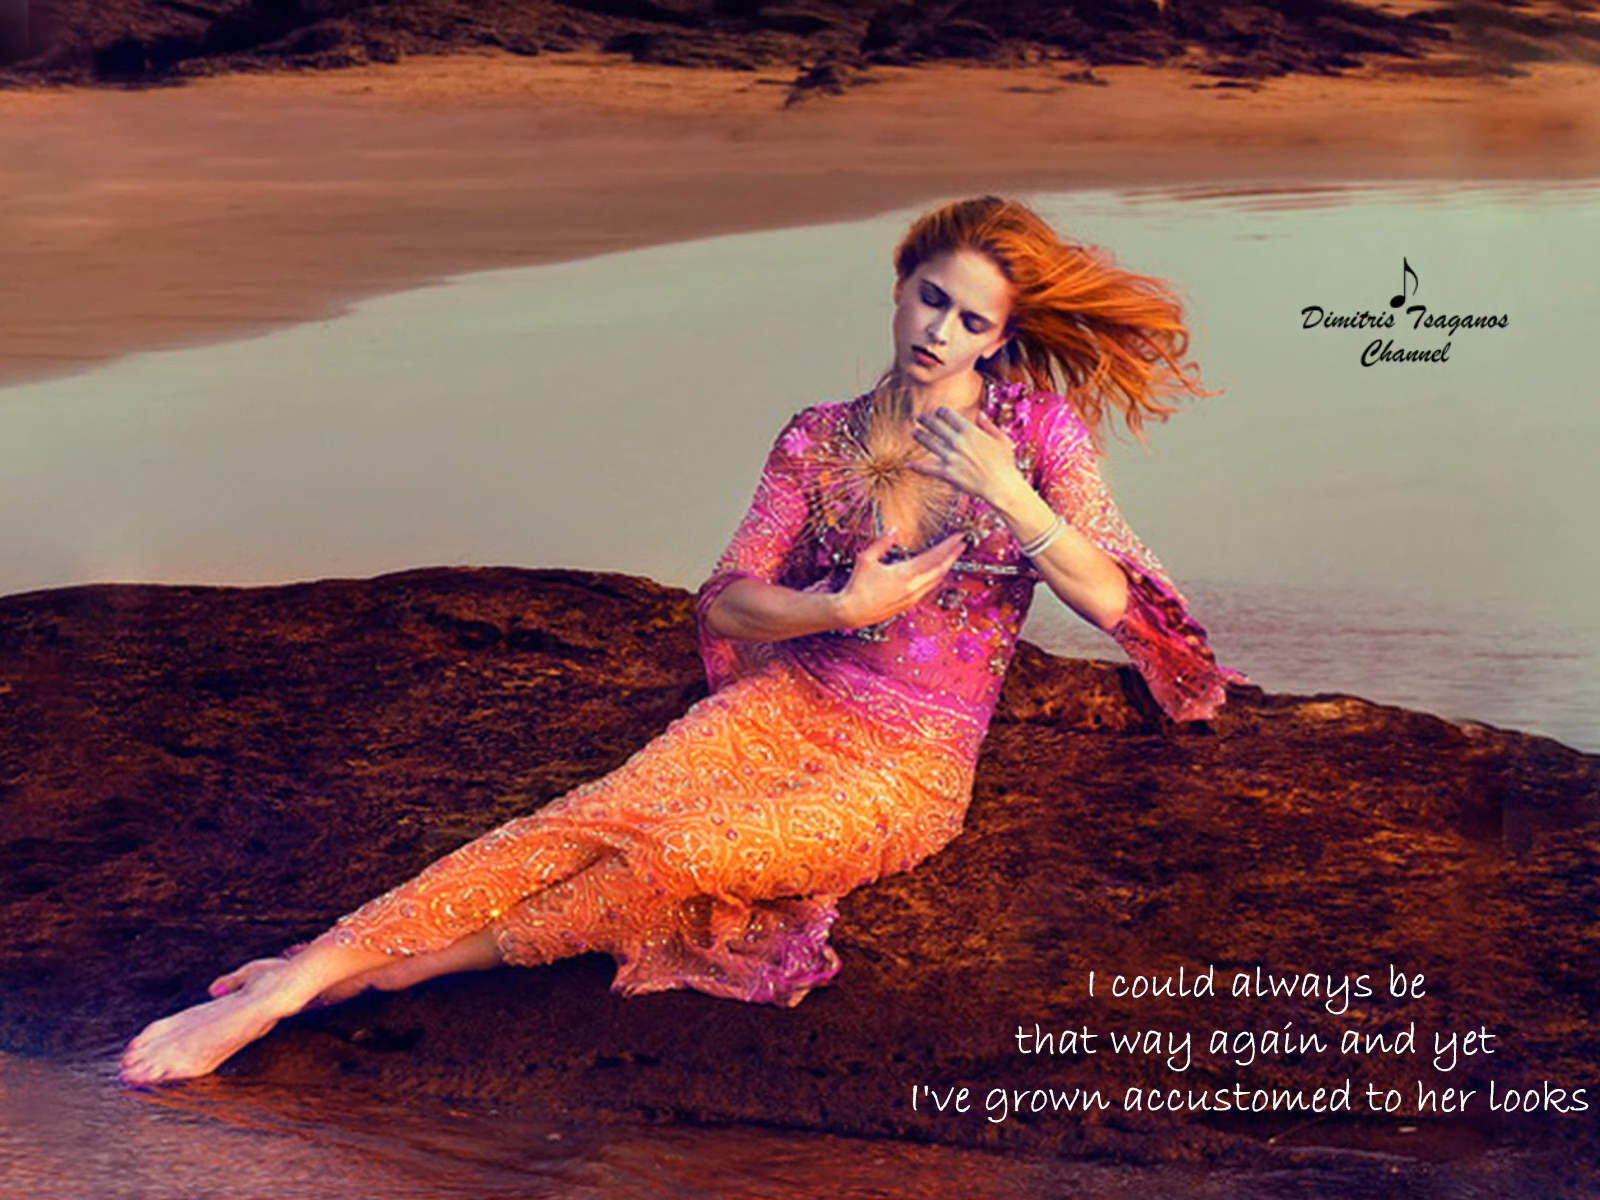 Dimitris Tsaganos
Channel
I could always be
that way again and yet
I've grown accustomed to her looks